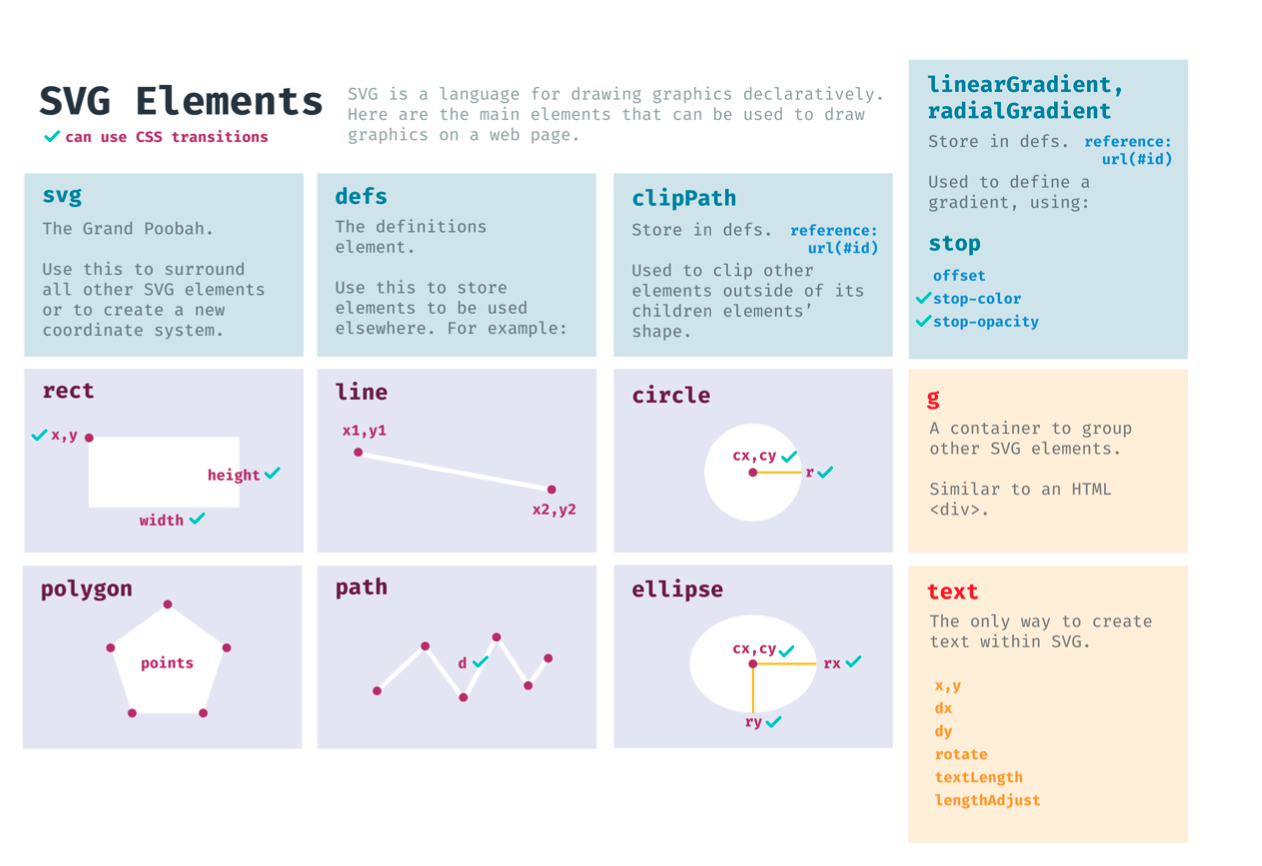 SVG Elements
can use CSS transitions
SVG is a language for drawing graphics declaratively.
Here are the main elements that can be used to draw
graphics on a web page.
linearGradient,
radialGradient
Store in defs. reference:
url(#id)
Used to define a
gradient, using:
stop
offset
stop-color
stop-opacity
svg
The Grand Poobah.
Use this to surround
all other SVG elements
or to create a new
coordinate system.
defs
The definitions
element.
Use this to store
elements to be used
elsewhere. For example:
clipPath
Store in defs. reference:
url(#id)
Used to clip other
elements outside of its
children elements’
shape.
rect
x,y
height
width
line
x1,y1
x2,y2
circle
cx,cy
r
g
A container to group
other SVG elements.
Similar to an HTML
<div>.
polygon
points
path
d
ellipse
cx,cy
rx
ry
text
The only way to create
text within SVG.
x,y
dx
dy
rotate
textLength
lengthAdjust